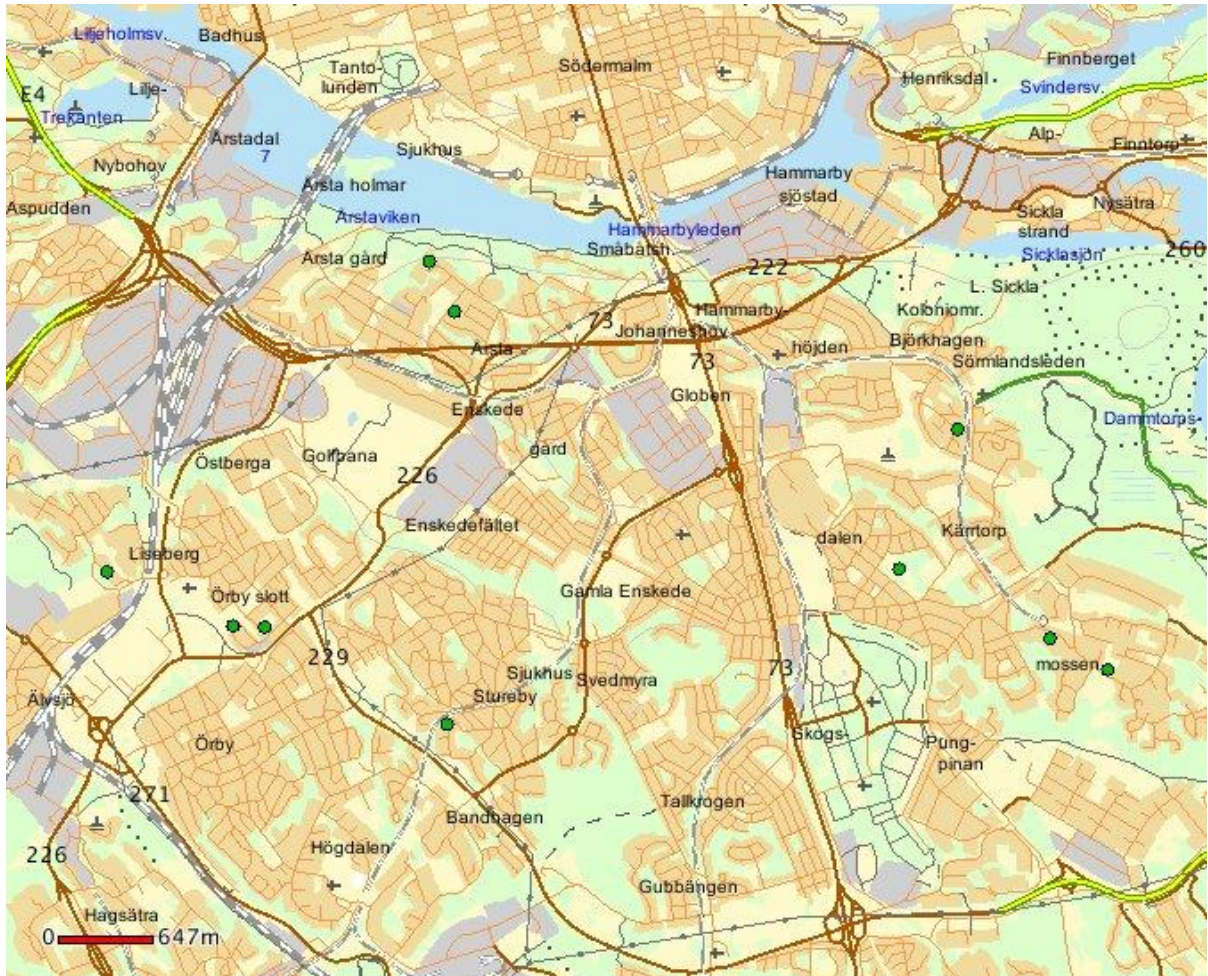 Liljeholmsv.
Badhus
Finnberget
Tanto-
lunden
Södermalm
Henriksdal
Svindersv.
E4
Lilje-
Trekanten
Årstadal
7
Alp-
Finntorp
Sjukhus
Nybohov
Årsta holmar
Hammarby
sjöstad
Aspudden
Årstaviken
Nysätra
Sickla
strand
Hammarbyleden
Småbåtsh.
Årsta gård
Sicklasjön
260
222
L. Sickla
Koloniomr.
Hammarby-
73
Johanneshov
Björkhagen
höjden
Årsta
73
Sörmlandsleden
Globen
Enskede
Dammtorps-
gård
Golfbana
Östberga
226
Enskedefältet
Kärrtorp
dalen
Liseberg
Gamla Enskede
Örby slott
229
Sjukhus
Svedmyra
73
mossen
Stureby
Älvsjö
Skogs-
Örby
Pung-
pinan
271
Tallkrogen
Bandhagen
Högdalen
226
Gubbängen
Hagsätra
0
647m